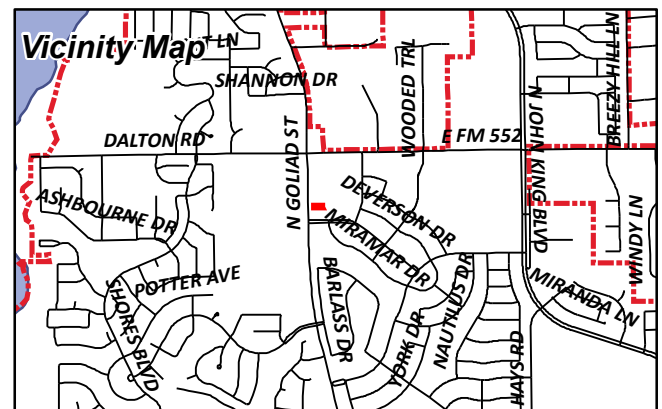 Vicinity Map
T LN
SHANNON DR
WOODED TRL
N JOHN KING BLVD
BREEZY HILL LN
DALTON RD
N GOLIAD ST
E FM 552
ASHBOURNE DR
DEVERSON DR
MIRAMAR DR
WINDY LN
POTTER AVE
SHORES BLVD
BARLASS DR
YORK DR
NAUTILUS DR
HAYS RD
MIRANDA LN